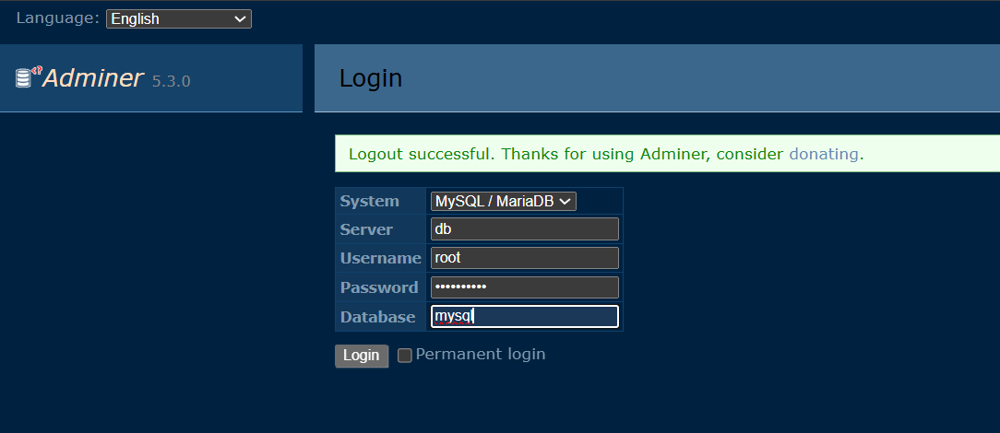 Language: English
Adminer 5.3.0
Login
Logout successful. Thanks for using Adminer, consider donating.
System MySQL / MariaDB
Server db
Username root
Password ••••••••••
Database mysql
Login Permanent login